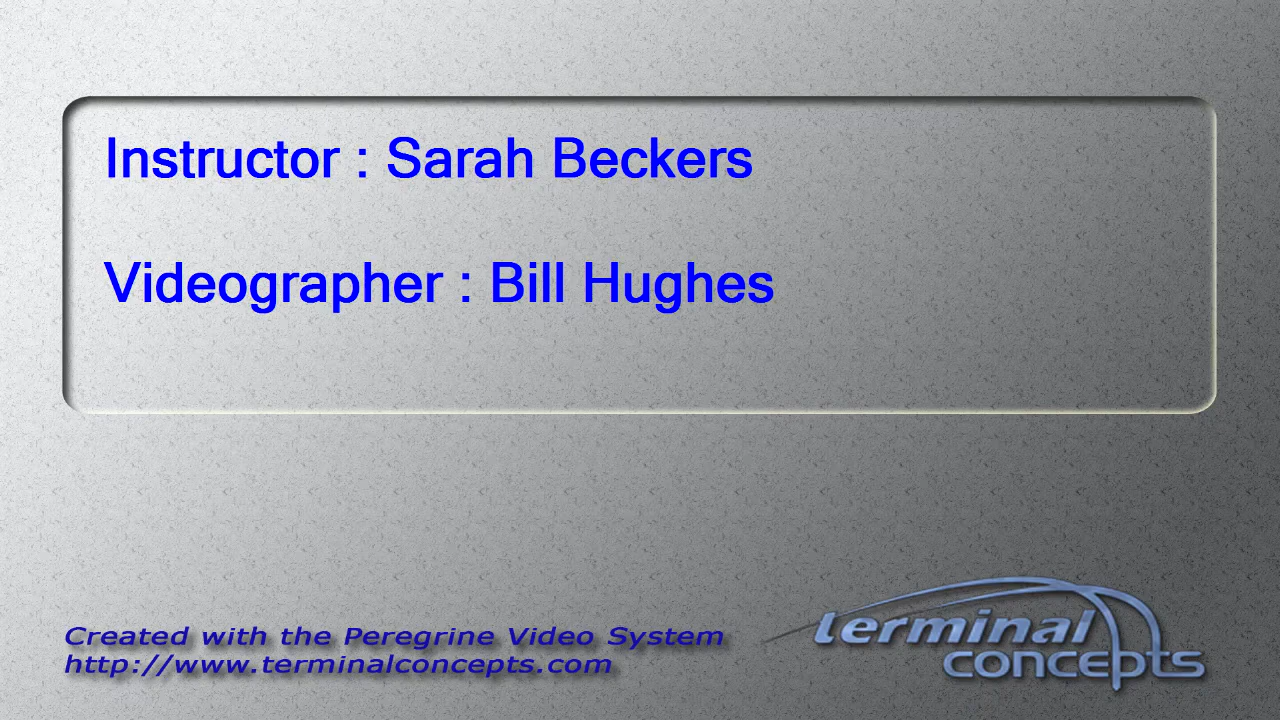 Instructor : Sarah Beckers
Videographer : Bill Hughes
Created with the Peregrine Video System
http://www.terminalconcepts.com
terminal
concepts